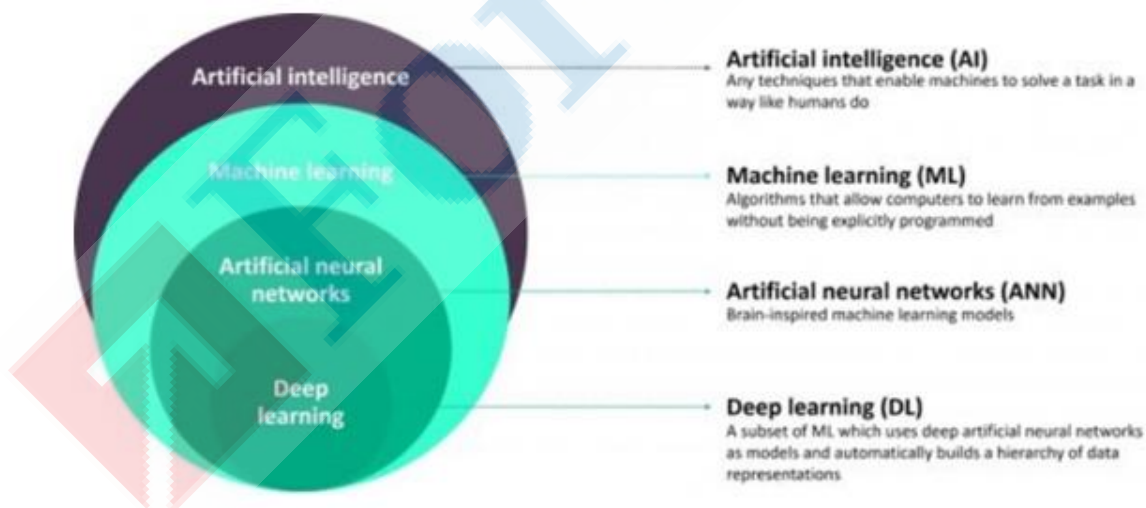 Artificial intelligence
Machine learning
Artificial neural
networks
Deep
learning
Artificial intelligence (AI)
Any techniques that enable machines to solve a task in a
way like humans do
Machine learning (ML)
Algorithms that allow computers to learn from examples
without being explicitly programmed
Artificial neural networks (ANN)
Brain-inspired machine learning models
Deep learning (DL)
A subset of ML which uses deep artificial neural networks
as models and automatically builds a hierarchy of data
representations